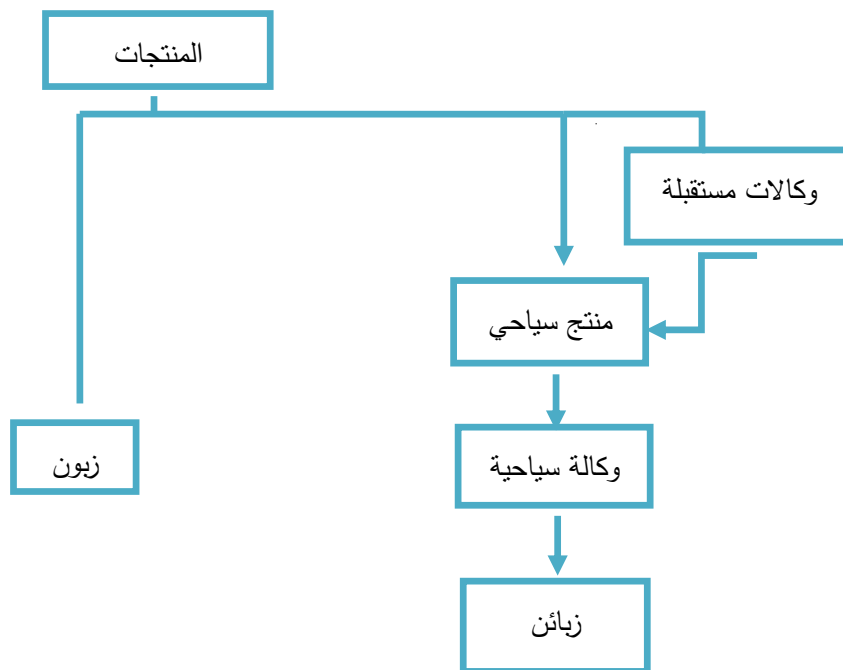 المنتجات
وكالات مستقبلة
منتج سياحي
زبون
وكالة سياحية
زبائن